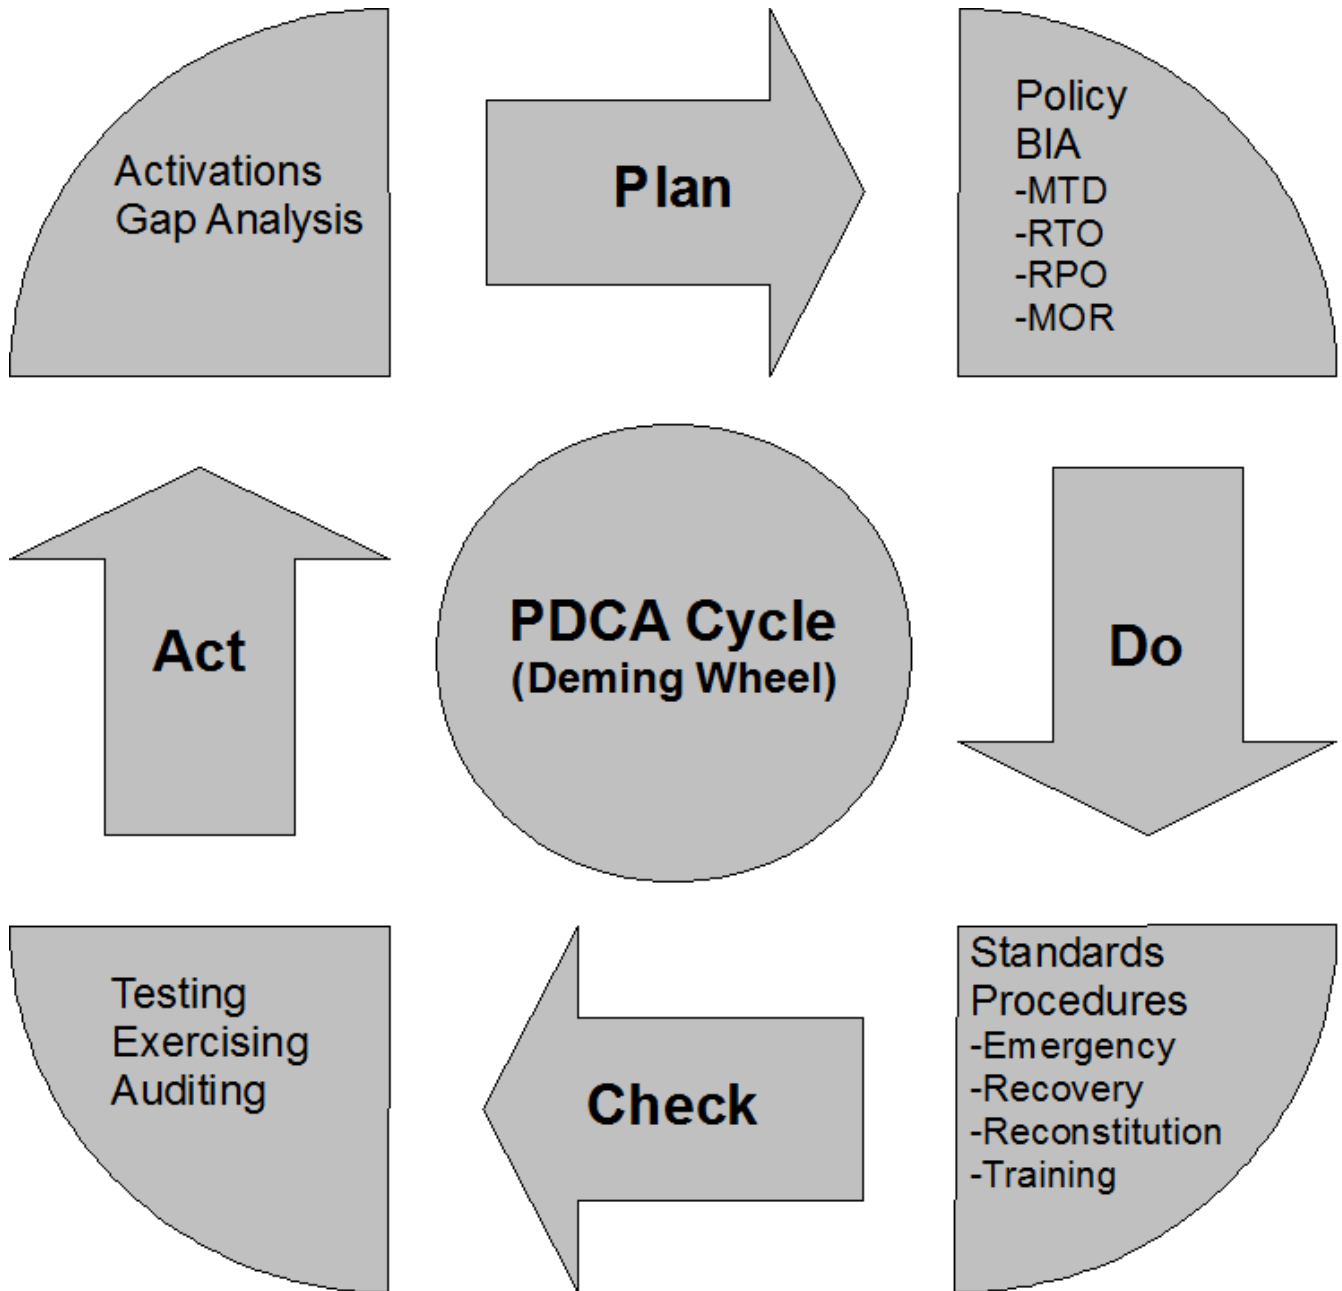 Activations
Gap Analysis
Plan
Policy
BIA
-MTD
-RTO
-RPO
-MOR
Act
PDCA Cycle
(Deming Wheel)
Do
Testing
Exercising
Auditing
Check
Standards
Procedures
-Emergency
-Recovery
-Reconstitution
-Training